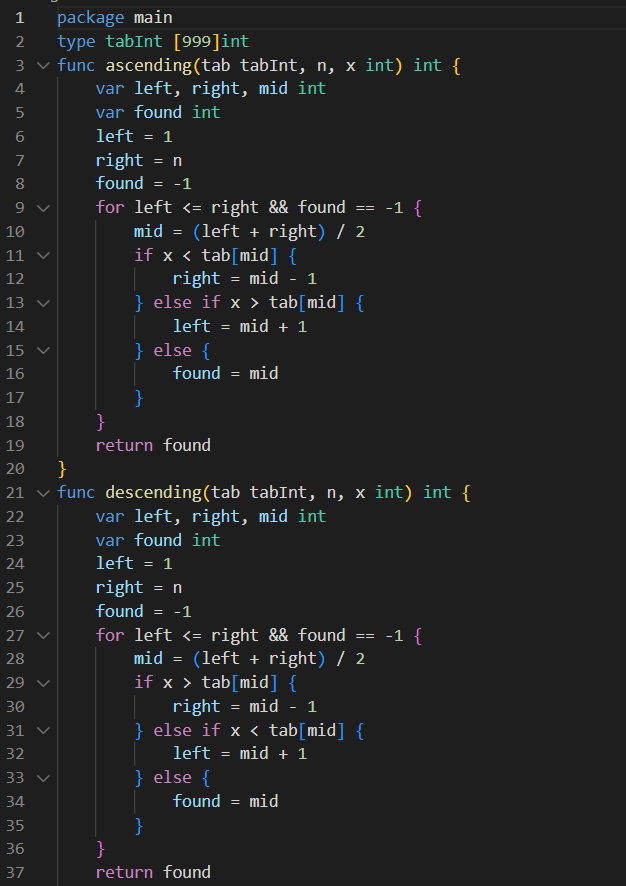 1 package main
2 type tabInt [999]int
3 func ascending(tab tabInt, n, x int) int {
4     var left, right, mid int
5     var found int
6     left = 1
7     right = n
8     found = -1
9     for left <= right && found == -1 {
10         mid = (left + right) / 2
11         if x < tab[mid] {
12             right = mid - 1
13         } else if x > tab[mid] {
14             left = mid + 1
15         } else {
16             found = mid
17         }
18     }
19     return found
20 }
21 func descending(tab tabInt, n, x int) int {
22     var left, right, mid int
23     var found int
24     left = 1
25     right = n
26     found = -1
27     for left <= right && found == -1 {
28         mid = (left + right) / 2
29         if x > tab[mid] {
30             right = mid - 1
31         } else if x < tab[mid] {
32             left = mid + 1
33         } else {
34             found = mid
35         }
36     }
37     return found